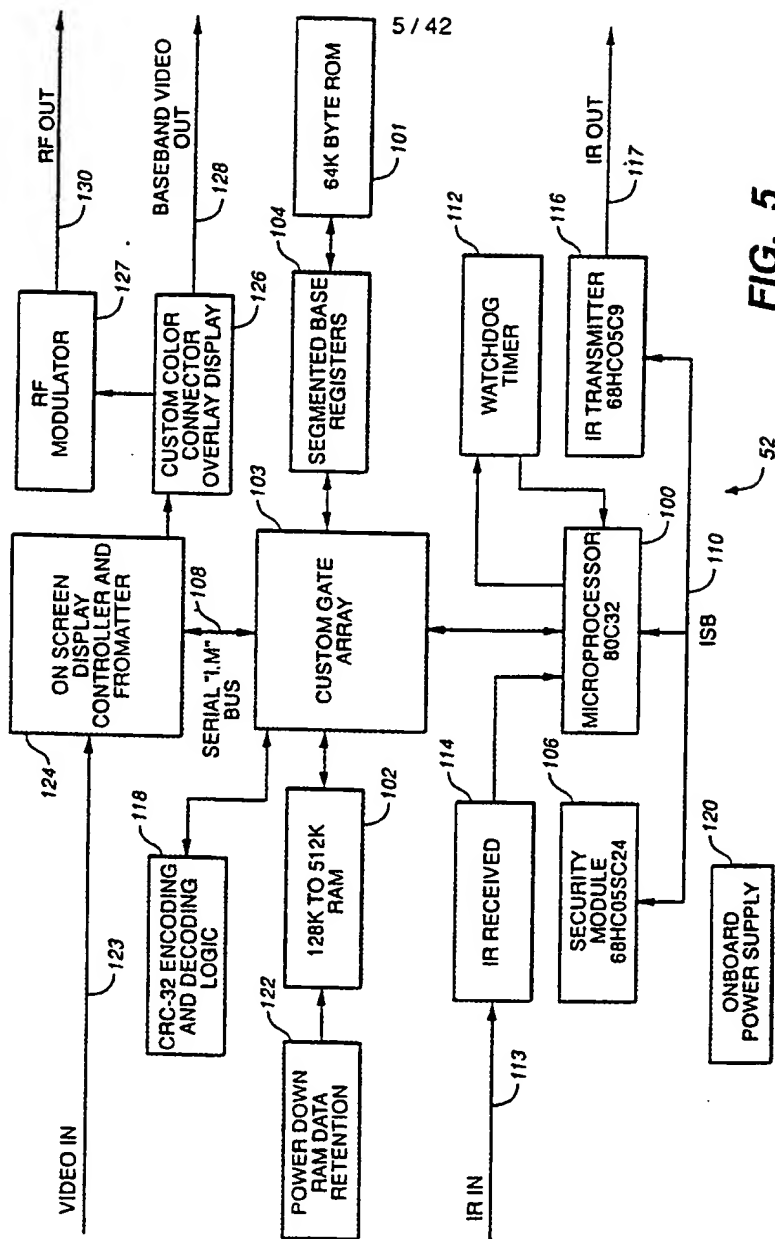 5 / 42
VIDEO IN
123
ON SCREEN
DISPLAY
CONTROLLER AND
FROMATTER
124
RF
MODULATOR
127
RF OUT
130
CUSTOM COLOR
CONNECTOR
OVERLAY DISPLAY
126
BASEBAND VIDEO
OUT
128
SERIAL "I.M"
BUS
108
CRC-32 ENCODING
AND DECODING
LOGIC
118
POWER DOWN
RAM DATA
RETENTION
122
128K TO 512K
RAM
102
CUSTOM GATE
ARRAY
103
SEGMENTED BASE
REGISTERS
104
64K BYTE ROM
101
IR IN
113
IR RECEIVED
114
SECURITY
MODULE
68HC05SC24
106
MICROPROCESSOR
80C32
100
WATCHDOG
TIMER
112
IR TRANSMITTER
68HCO5C9
116
IR OUT
117
ISB
110
ONBOARD
POWER SUPPLY
120
52
FIG. 5